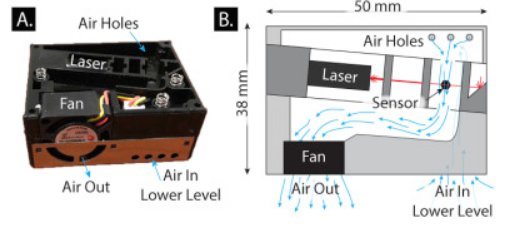 A.
Air Holes
Laser
Fan
Air Out
Air In
Lower Level
B.
50 mm
38 mm
Air Holes
Laser
Sensor
Fan
Air Out
Air In
Lower Level